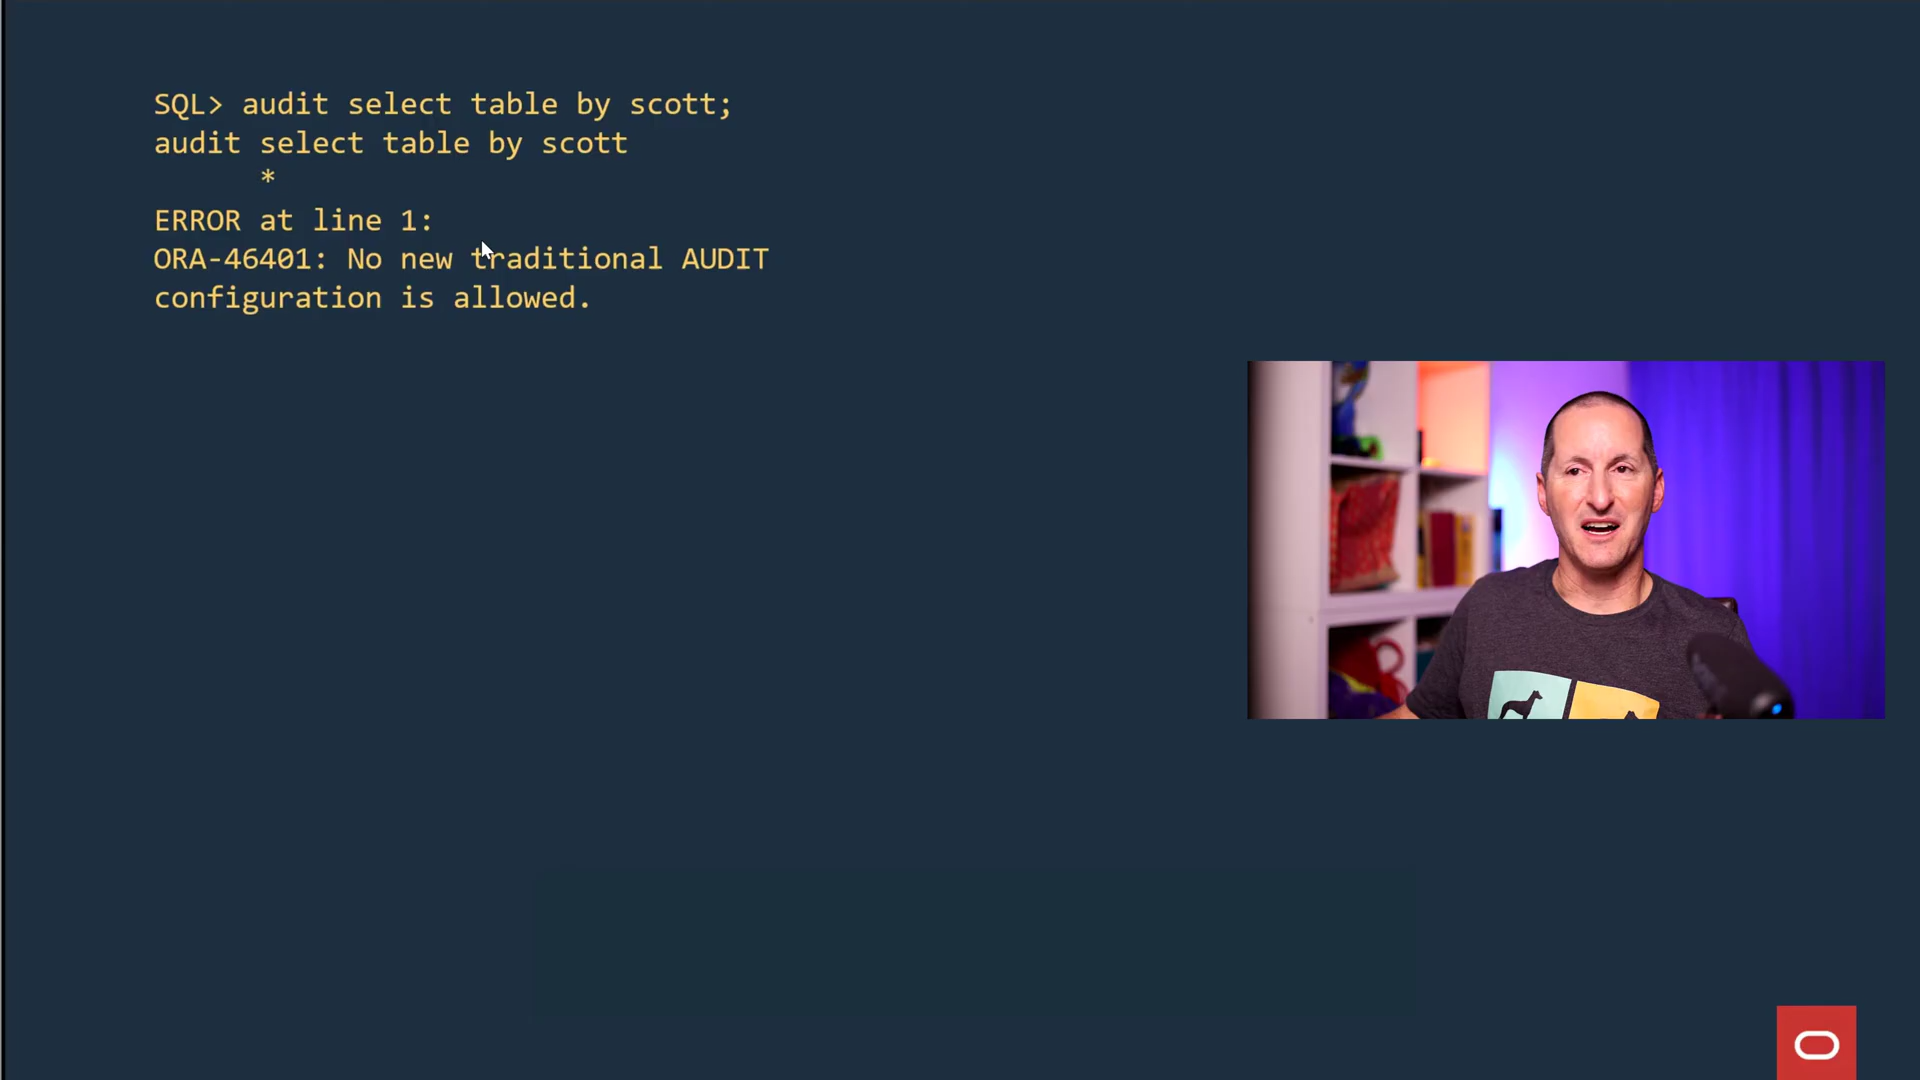 SQL> audit select table by scott;
audit select table by scott
*
ERROR at line 1:
ORA-46401: No new traditional AUDIT
configuration is allowed.